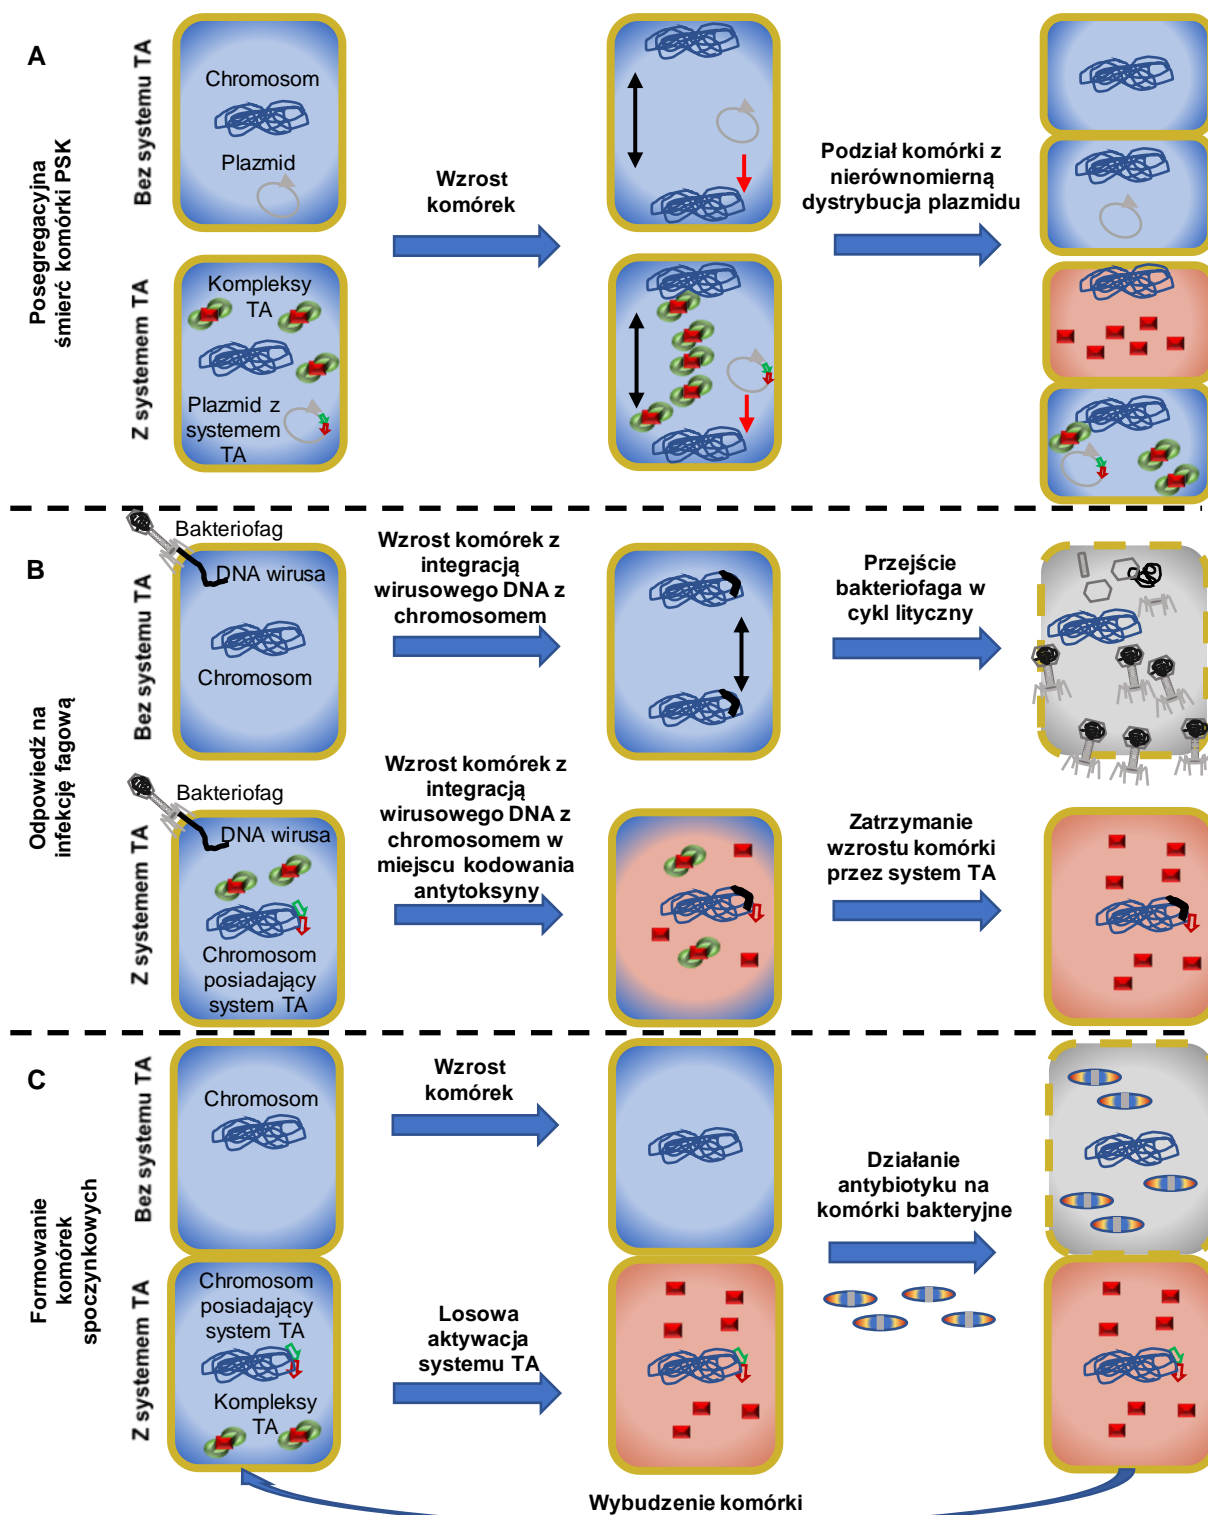 A
Posegregacyjna
śmierć komórki PSK
Bez systemu TA
Chromosom
Plazmid
Wzrost
komórek
Podział komórki z
nierównomierną
dystrybucja plazmidu
Z systemem TA
Kompleksy
TA
Plazmid z
systemem
TA
B
Odpowiedź na
infekcję fagową
Bez systemu TA
Bakteriofag
DNA wirusa
Chromosom
Wzrost komórek z
integracją
wirusowego DNA z
chromosomem
Przejście
bakteriofaga w
cykl lityczny
Z systemem TA
Bakteriofag
DNA wirusa
Chromosom
posiadający
system TA
Wzrost komórek z
integracją
wirusowego DNA z
chromosomem w
miejscu kodowania
antytoksyny
Zatrzymanie
wzrostu komórki
przez system TA
C
Formowanie
komórek
spoczynkowych
Bez systemu TA
Chromosom
Wzrost
komórek
Działanie
antybiotyku na
komórki bakteryjne
Z systemem TA
Chromosom
posiadający
system TA
Kompleksy
TA
Losowa
aktywacja
systemu TA
Wybudzenie komórki